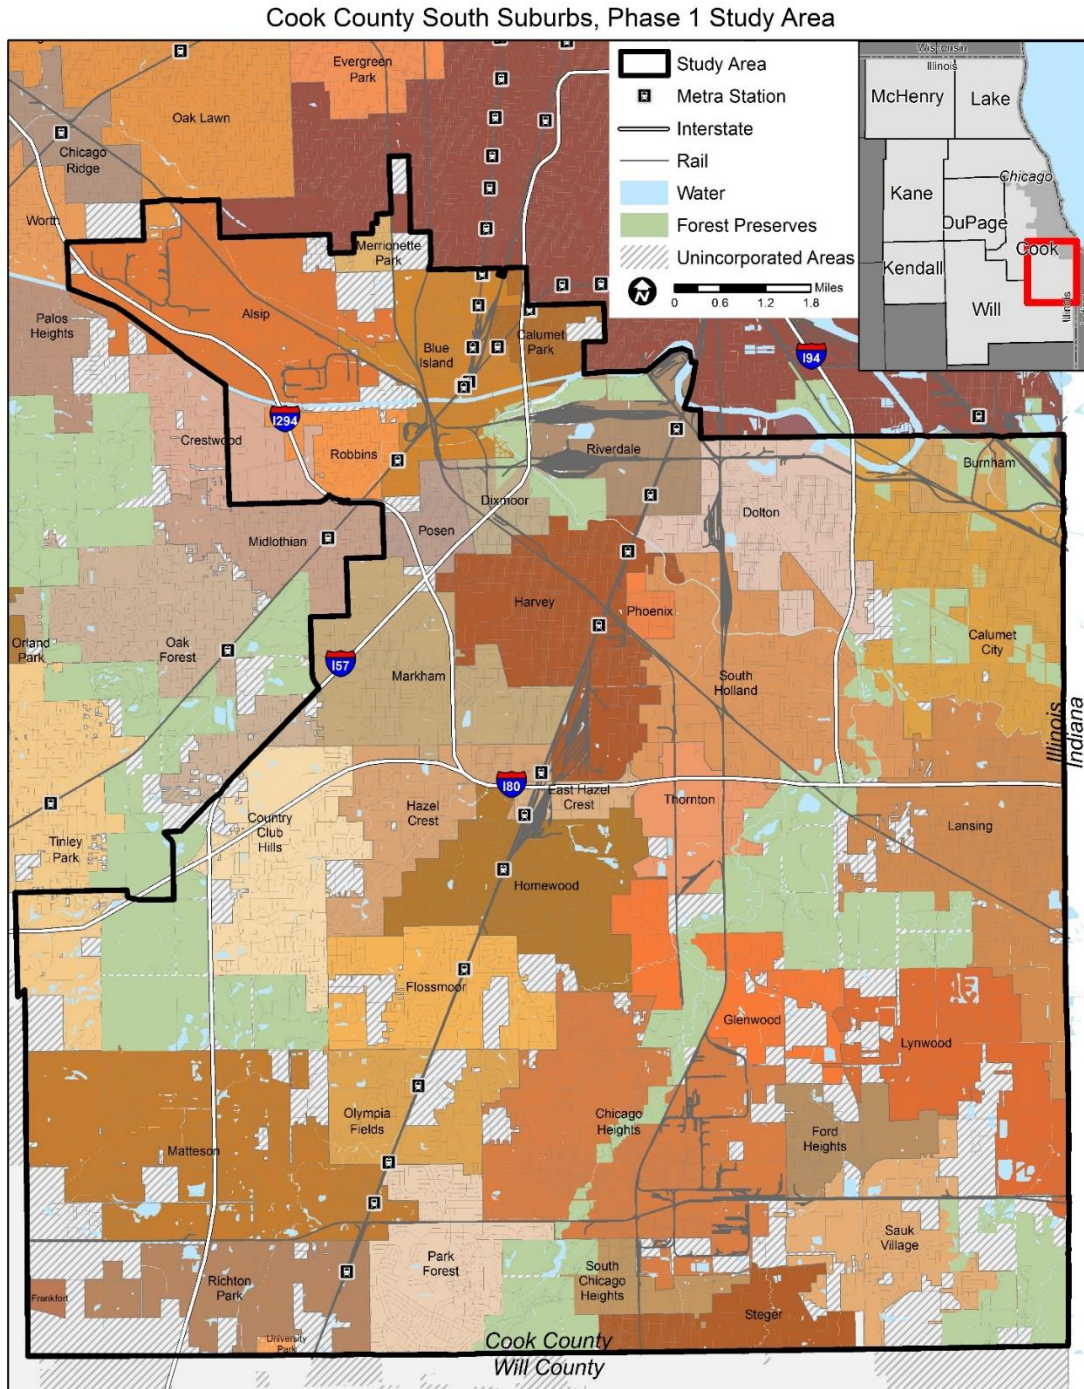 Cook County South Suburbs, Phase 1 Study Area
Study Area
Metra Station
Interstate
Rail
Water
Forest Preserves
Unincorporated Areas
N
Miles
0 0.6 1.2 1.8
Wisconsin
Illinois
McHenry
Lake
Kane
Chicago
DuPage
Cook
Kendall
Will
Illinois
Evergreen
Park
Oak Lawn
Chicago
Ridge
Worth
Merrionette
Park
Alsip
Palos
Heights
Blue
Island
Calumet
Park
I94
I294
Crestwood
Robbins
Riverdale
Burnham
Dixmoor
Posen
Dolton
Midlothian
Harvey
Phoenix
Orland
Park
Oak
Forest
Calumet
City
I57
Markham
South
Holland
Illinois
Indiana
I80
East Hazel
Crest
Hazel
Crest
Thornton
Country
Club
Hills
Lansing
Tinley
Park
Homewood
Flossmoor
Glenwood
Lynwood
Olympia
Fields
Chicago
Heights
Ford
Heights
Matteson
Sauk
Village
Park
Forest
South
Chicago
Heights
Richton
Park
Frankfort
Steger
University
Park
Cook County
Will County